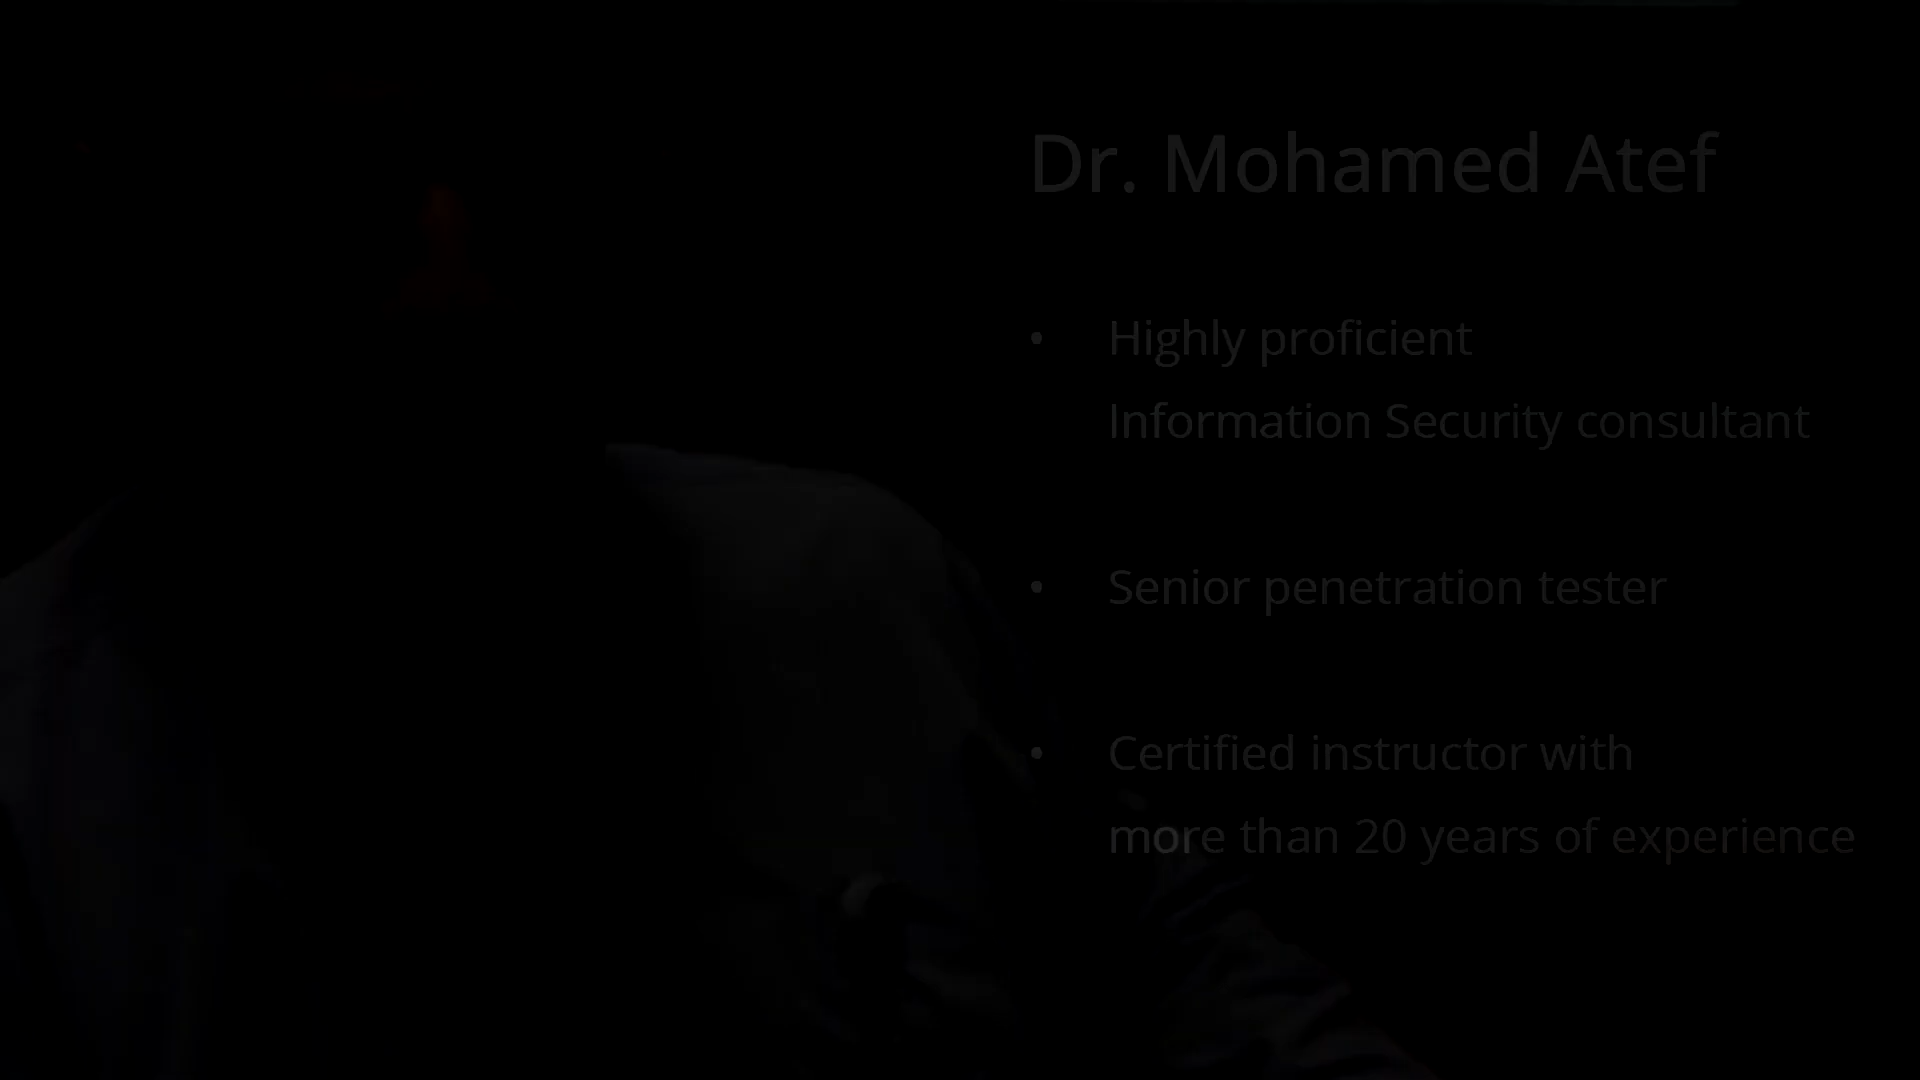 Dr. Mohamed Atef
• Highly proficient
Information Security consultant
• Senior penetration tester
• Certified instructor with
more than 20 years of experience